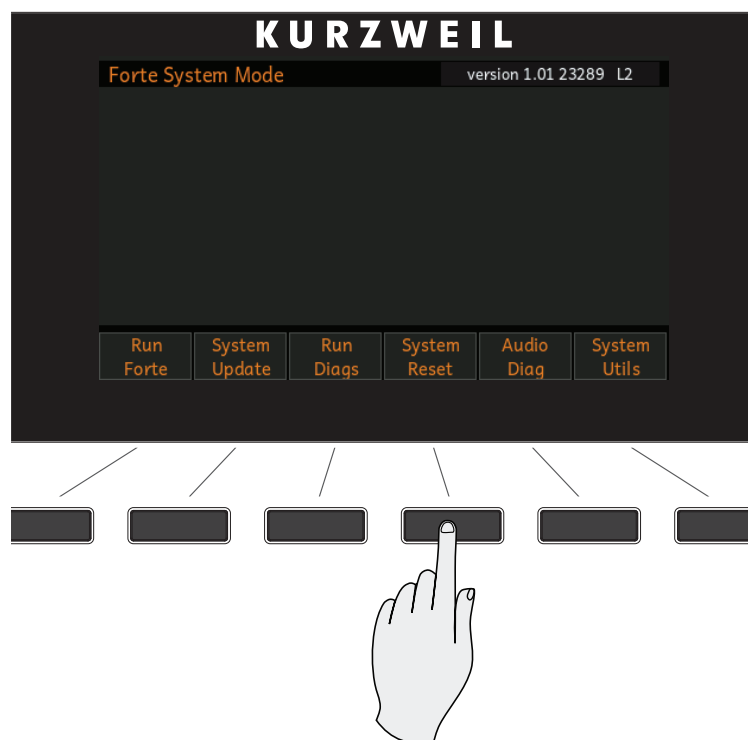 KURZWEIL
Forte System Mode version 1.01 23289 L2
Run System Run System Audio System
Forte Update Diags Reset Diag Utils